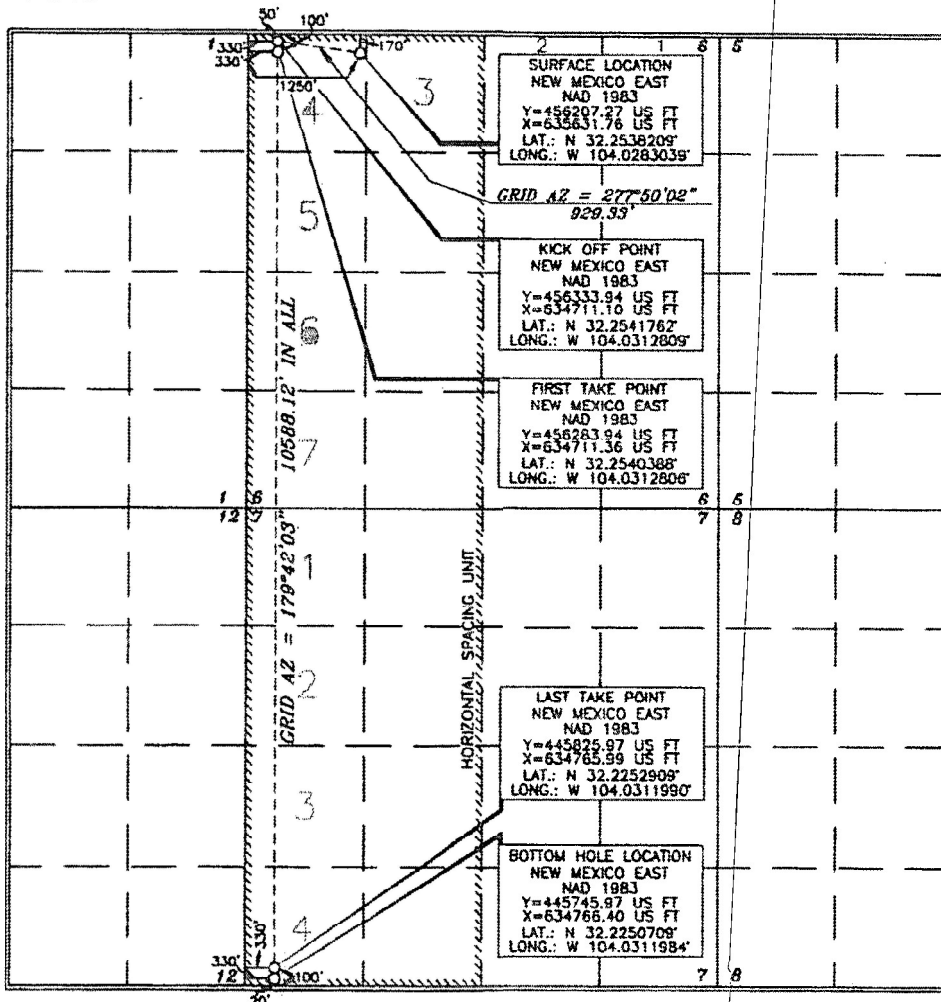 50'
100'
1
330'
330'
170'
1250'
3
4
2
1
6
5
SURFACE LOCATION
NEW MEXICO EAST
NAD 1983
Y=456207.27 US FT
X=635631.76 US FT
LAT.: N 32.2538209°
LONG.: W 104.0283039°
GRID AZ = 277°50'02"
929.33'
5
KICK OFF POINT
NEW MEXICO EAST
NAD 1983
Y=456333.94 US FT
X=634711.10 US FT
LAT.: N 32.2541762°
LONG.: W 104.0312809°
6
10588.12' IN ALL
FIRST TAKE POINT
NEW MEXICO EAST
NAD 1983
Y=456283.94 US FT
X=634711.36 US FT
LAT.: N 32.2540388°
LONG.: W 104.0312806°
7
1 6
12 7
6 5
7 8
GRID AZ = 179°42'03"
1
HORIZONTAL SPACING UNIT
2
LAST TAKE POINT
NEW MEXICO EAST
NAD 1983
Y=445825.97 US FT
X=634765.99 US FT
LAT.: N 32.2252909°
LONG.: W 104.0311990°
3
BOTTOM HOLE LOCATION
NEW MEXICO EAST
NAD 1983
Y=445745.97 US FT
X=634766.40 US FT
LAT.: N 32.2250709°
LONG.: W 104.0311984°
4
330'
330'
12
100'
20'
7 8